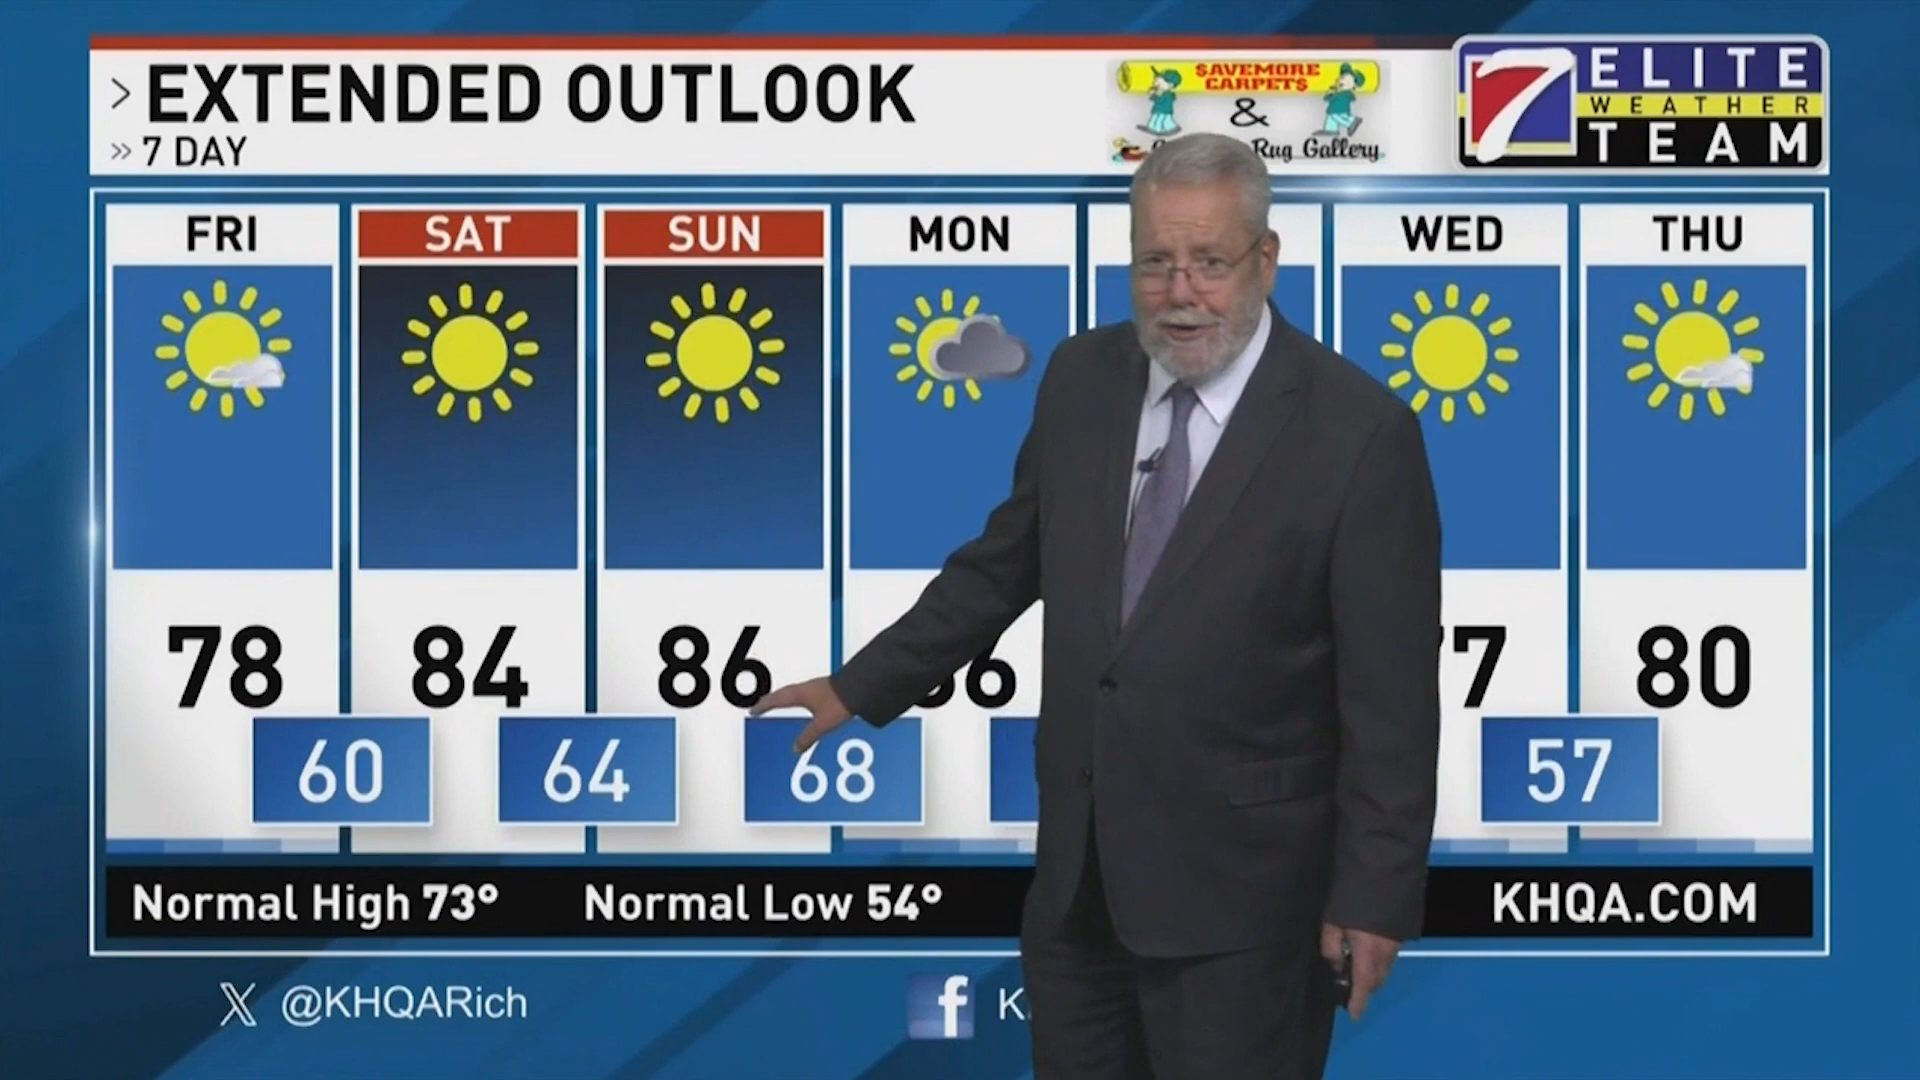 > EXTENDED OUTLOOK
» 7 DAY
SAVEMORE
CARPETS
&
Rug Gallery
7 ELITE
WEATHER
TEAM
FRI SAT SUN MON WED THU
78 84 86 80
60 64 68 57
Normal High 73° Normal Low 54° KHQA.COM
X @KHQARich f